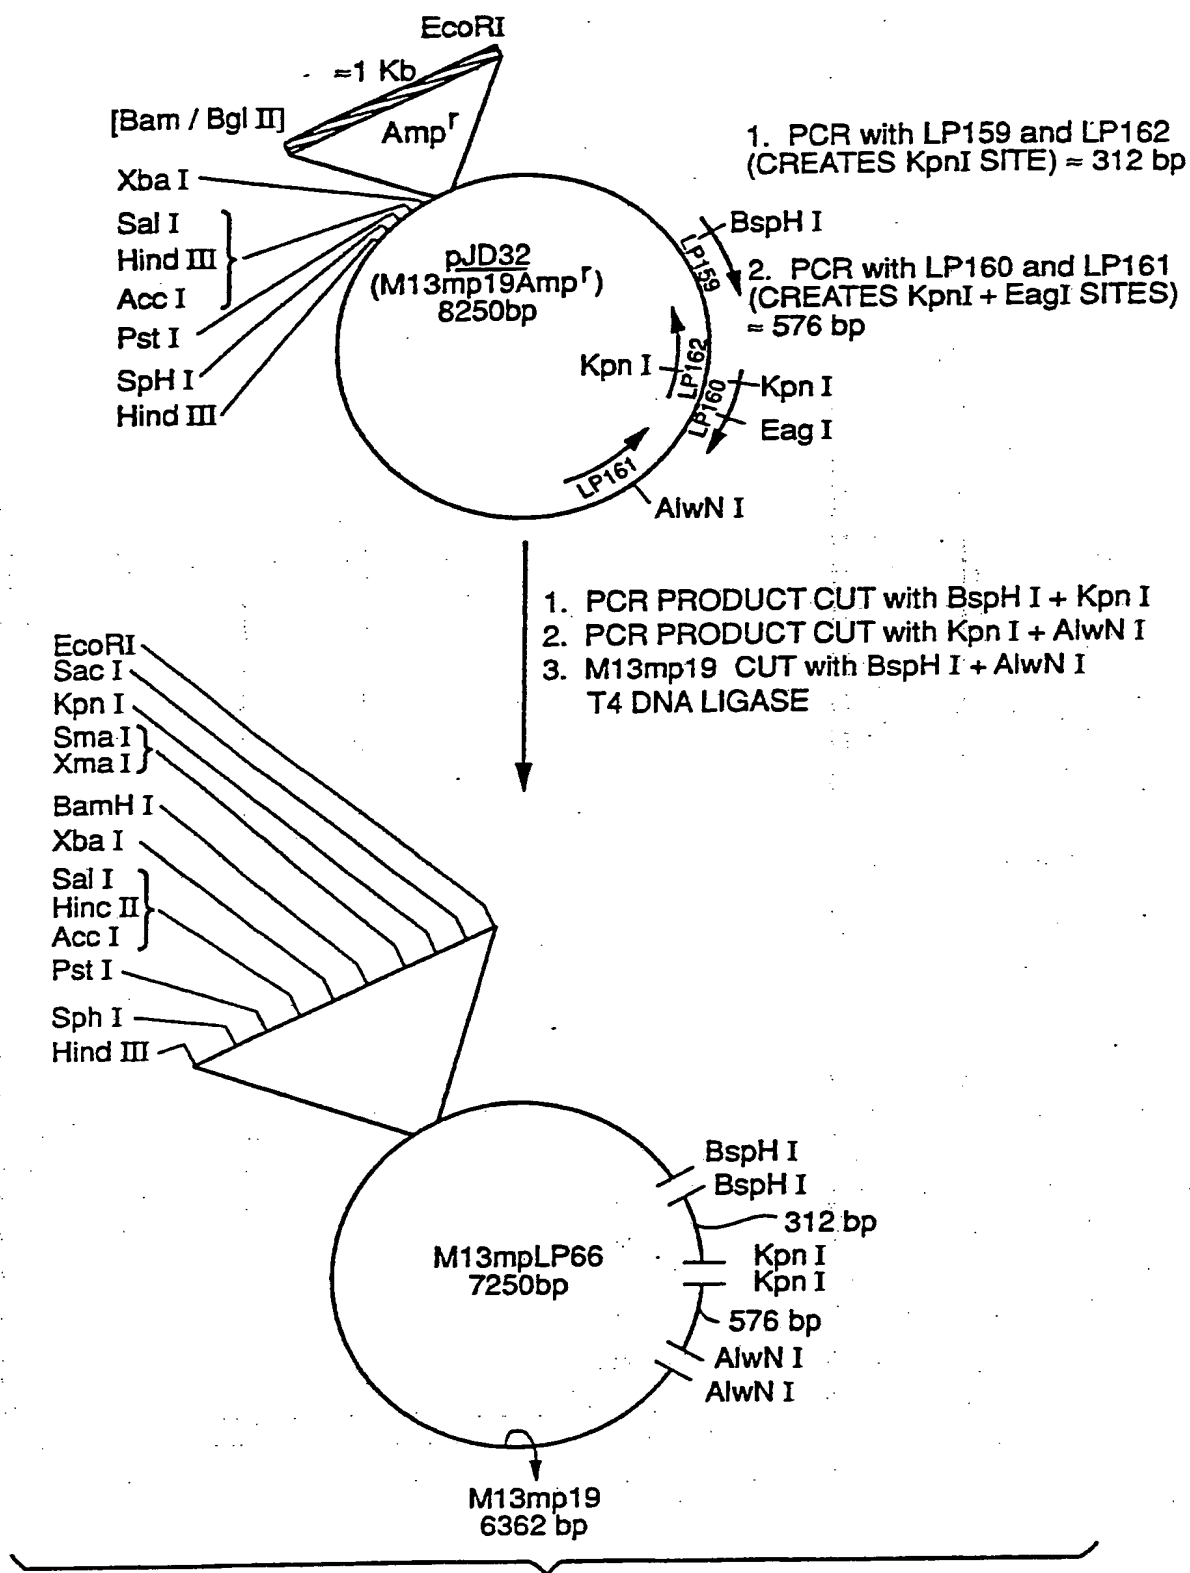 EcoRI
≈1 Kb
[Bam / Bgl II]
Amp^r
Xba I
Sal I
Hind III
Acc I
Pst I
SpH I
Hind III
pJD32
(M13mp19Amp^r)
8250bp
1. PCR with LP159 and LP162
(CREATES KpnI SITE) ≈ 312 bp
BspH I
LP159
2. PCR with LP160 and LP161
(CREATES KpnI + EagI SITES)
≈ 576 bp
Kpn I
LP162
LP160
Kpn I
Eag I
LP161
AlwN I
1. PCR PRODUCT CUT with BspH I + Kpn I
2. PCR PRODUCT CUT with Kpn I + AlwN I
3. M13mp19 CUT with BspH I + AlwN I
T4 DNA LIGASE
EcoRI
Sac I
Kpn I
Sma I
Xma I
BamH I
Xba I
Sal I
Hinc II
Acc I
Pst I
Sph I
Hind III
BspH I
BspH I
312 bp
M13mpLP66
7250bp
Kpn I
Kpn I
576 bp
AlwN I
AlwN I
M13mp19
6362 bp